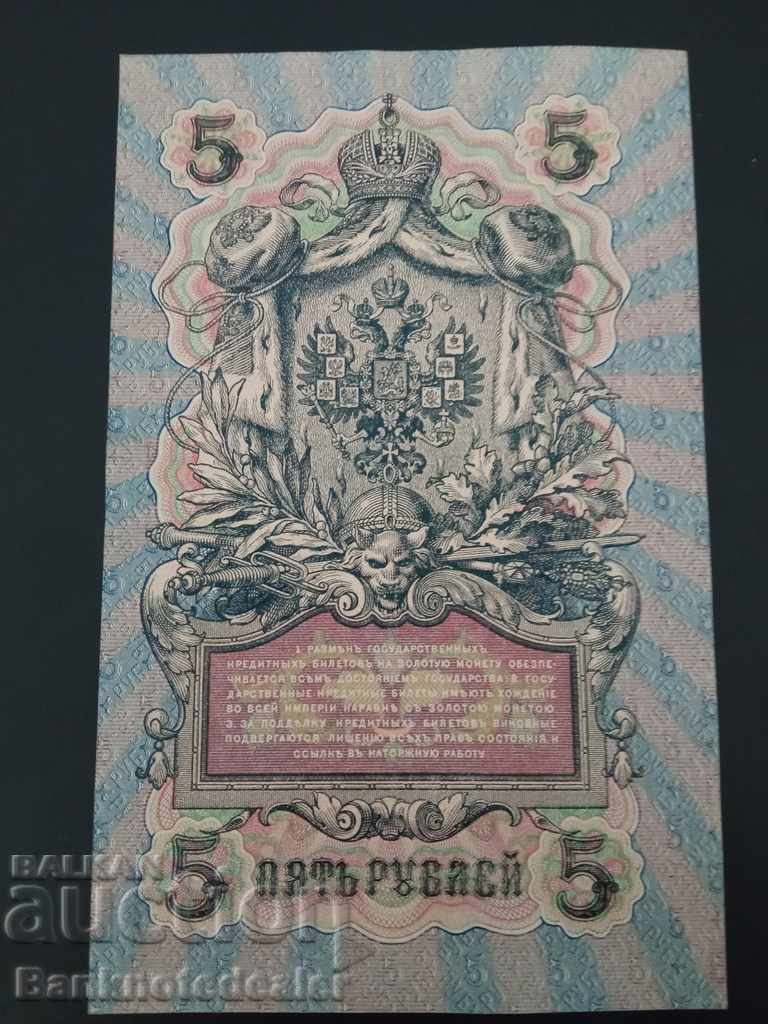 5 5
1. РАЗМѢНЪ ГОСУДАРСТВЕННЫХЪ
КРЕДИТНЫХЪ БИЛЕТОВЪ НА ЗОЛОТУЮ МОНЕТУ ОБЕЗПЕ-
ЧИВАЕТСЯ ВСѢМЪ ДОСТОЯНІЕМЪ ГОСУДАРСТВА. 2. ГОСУ-
ДАРСТВЕННЫЕ КРЕДИТНЫЕ БИЛЕТЫ ИМѢЮТЪ ХОЖДЕНІЕ
ВО ВСЕЙ ИМПЕРІИ НАРАВНѢ СЪ ЗОЛОТОЮ МОНЕТОЮ.
3. ЗА ПОДДѢЛКУ КРЕДИТНЫХЪ БИЛЕТОВЪ ВИНОВНЫЕ
ПОДВЕРГАЮТСЯ ЛИШЕНІЮ ВСѢХЪ ПРАВЪ СОСТОЯНІЯ И
ССЫЛКѢ ВЪ КАТОРЖНУЮ РАБОТУ
5 ПЯТЬ РУБЛЕЙ 5
BALKAN
auction
Banknotedealer